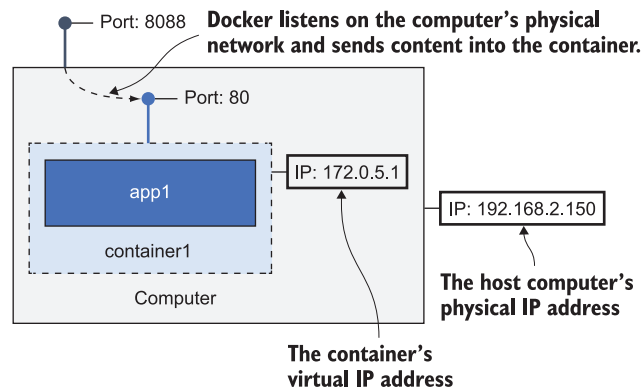 Port: 8088
Docker listens on the computer's physical
network and sends content into the container.
Port: 80
app1
container1
Computer
IP: 172.0.5.1
IP: 192.168.2.150
The host computer's
physical IP address
The container's
virtual IP address